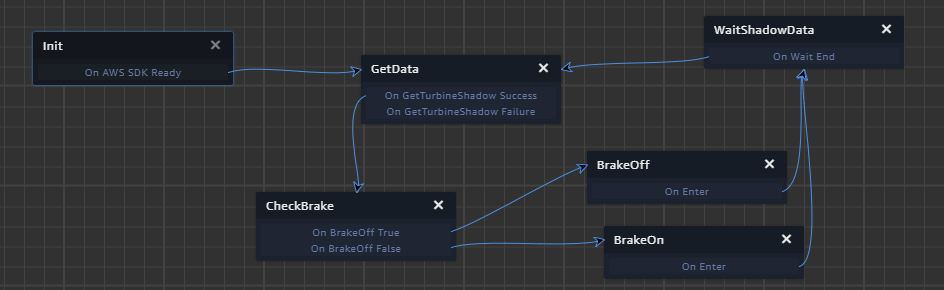 Init
On AWS SDK Ready
GetData
On GetTurbineShadow Success
On GetTurbineShadow Failure
WaitShadowData
On Wait End
CheckBrake
On BrakeOff True
On BrakeOff False
BrakeOff
On Enter
BrakeOn
On Enter